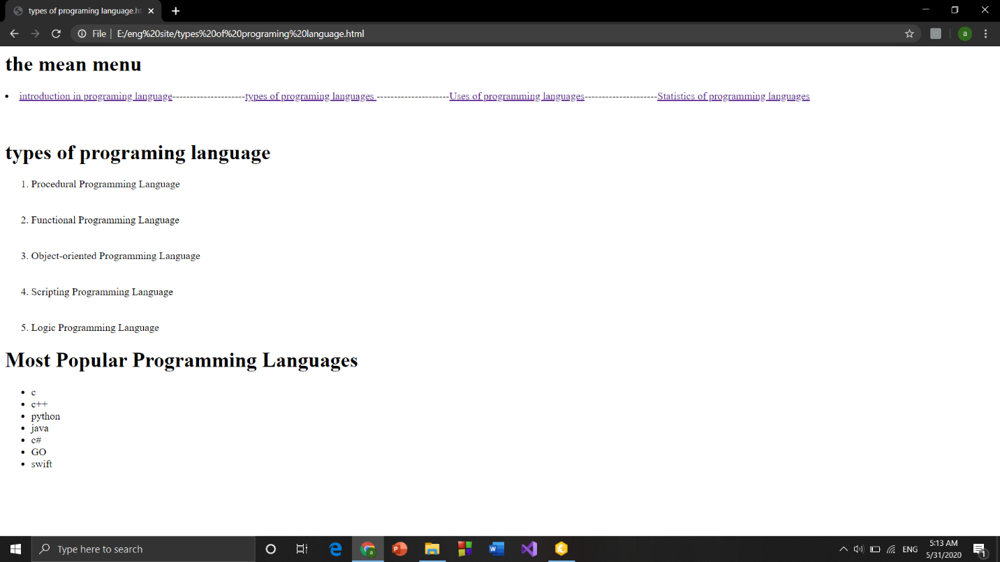 types of programing language.ht
File
E:/eng%20site/types%20of%20programing%20language.html
a
the mean menu
• introduction in programing language---------------------types of programing languages ---------------------Uses of programming languages---------------------Statistics of programming languages
types of programing language
1. Procedural Programming Language
2. Functional Programming Language
3. Object-oriented Programming Language
4. Scripting Programming Language
5. Logic Programming Language
Most Popular Programming Languages
• c
• c++
• python
• java
• c#
• GO
• swift
Type here to search
ENG
5:13 AM
5/31/2020
1